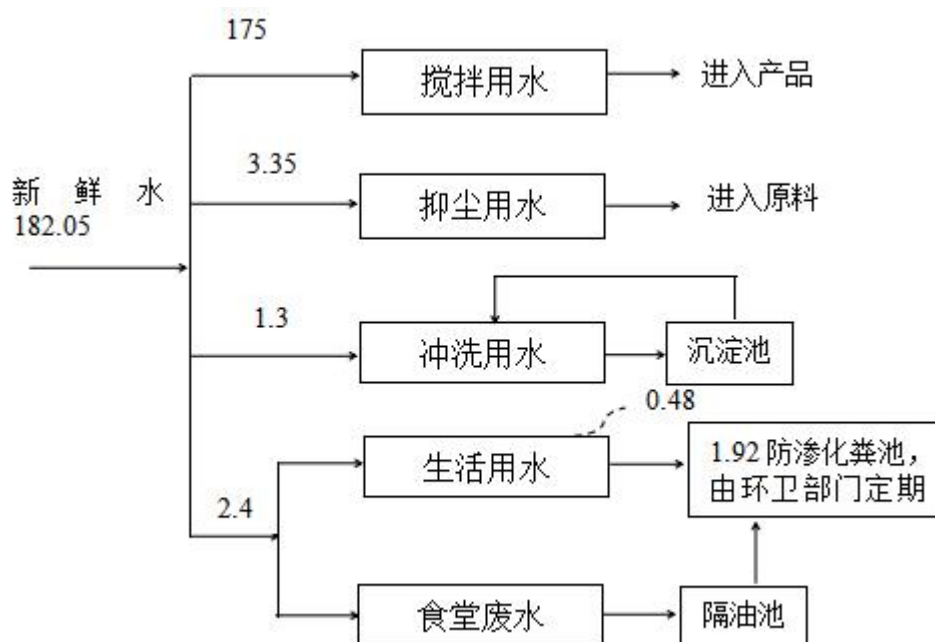 175
搅拌用水
进入产品
3.35
新鲜水
182.05
抑尘用水
进入原料
1.3
冲洗用水
沉淀池
0.48
生活用水
1.92防渗化粪池，
由环卫部门定期
2.4
食堂废水
隔油池